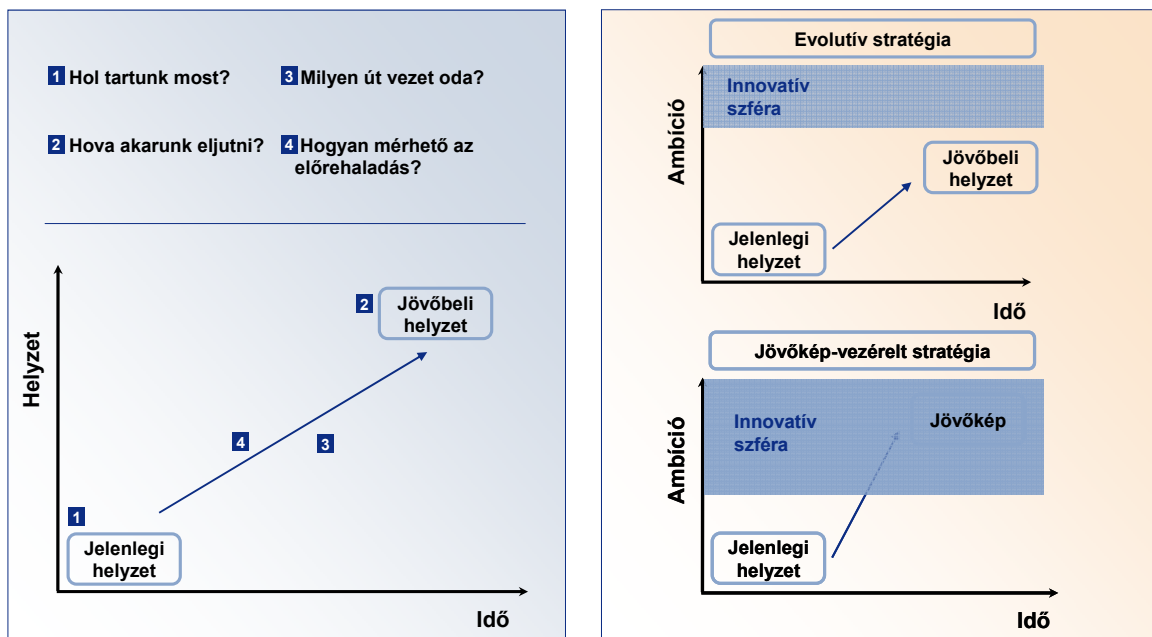 1 Hol tartunk most?
3 Milyen út vezet oda?
2 Hova akarunk eljutni?
4 Hogyan mérhető az
előrehaladás?
Helyzet
2 Jövőbeli
helyzet
4
3
1
Jelenlegi
helyzet
Idő
Evolutív stratégia
Ambíció
Innovatív
szféra
Jövőbeli
helyzet
Jelenlegi
helyzet
Idő
Jövőkép-vezérelt stratégia
Ambíció
Innovatív
szféra
Jövőkép
Jelenlegi
helyzet
Idő